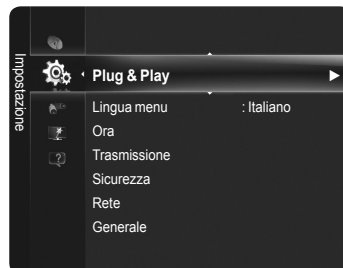 Impostazione
Plug & Play
Lingua menu : Italiano
Ora
Trasmissione
Sicurezza
Rete
Generale